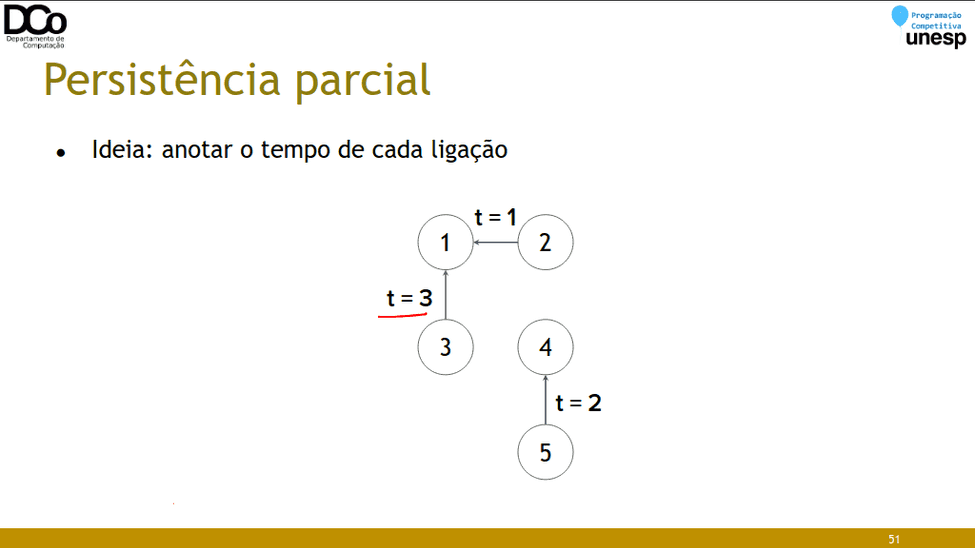 DCo
Departamento de
Computação
Programação
Competitiva
unesp
Persistência parcial
● Ideia: anotar o tempo de cada ligação
t = 1
1
2
t = 3
3
4
t = 2
5
51